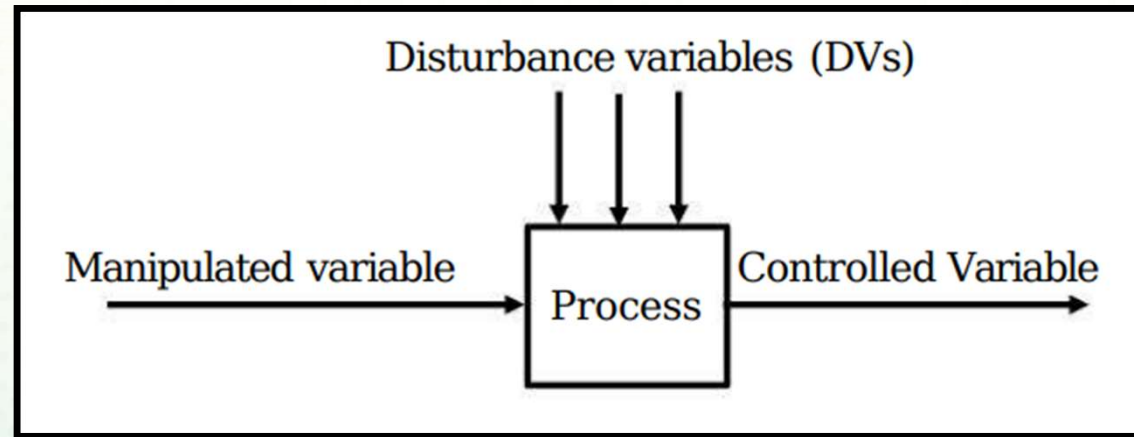 Disturbance variables (DVs)
Manipulated variable
Controlled Variable
Process